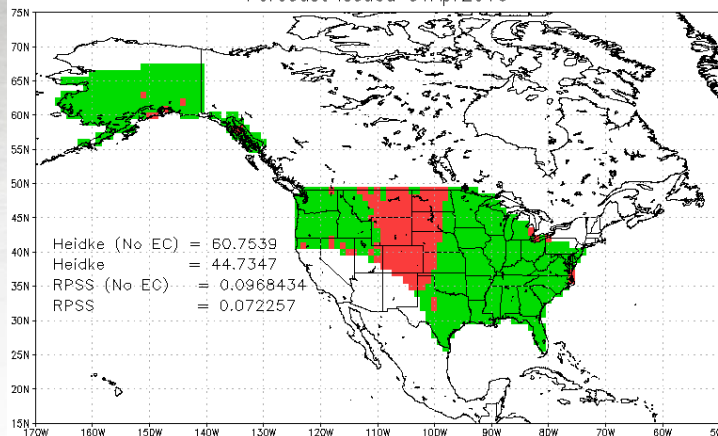 75N
70N
65N
60N
55N
50N
45N
40N
35N
30N
25N
20N
15N
Heidke (No EC) = 60.7539
Heidke = 44.7347
RPSS (No EC) = 0.0968434
RPSS = 0.072257
170W 160W 150W 140W 130W 120W 110W 100W 90W 80W 70W 60W